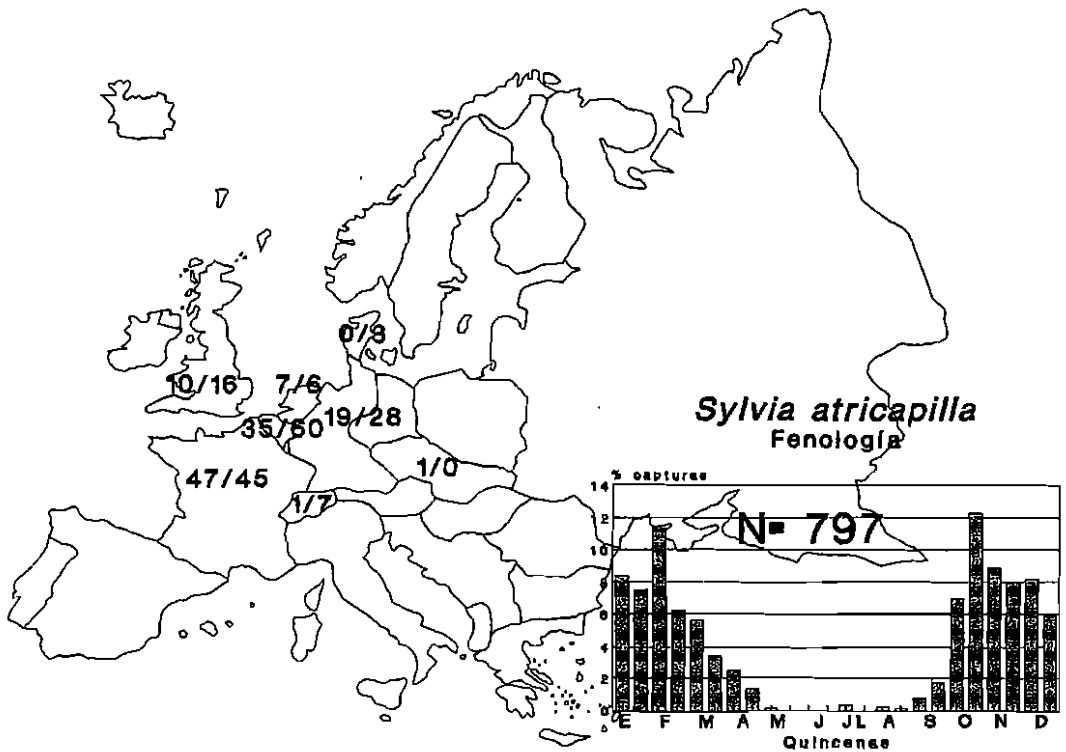 0/3
10/16
7/6
19/28
35/60
1/0
47/45
1/7
Sylvia atricapilla
Fenología
% capturas
N= 797
14
12
10
8
6
4
2
0
E F M A M J JL A S O N D
Quincenas